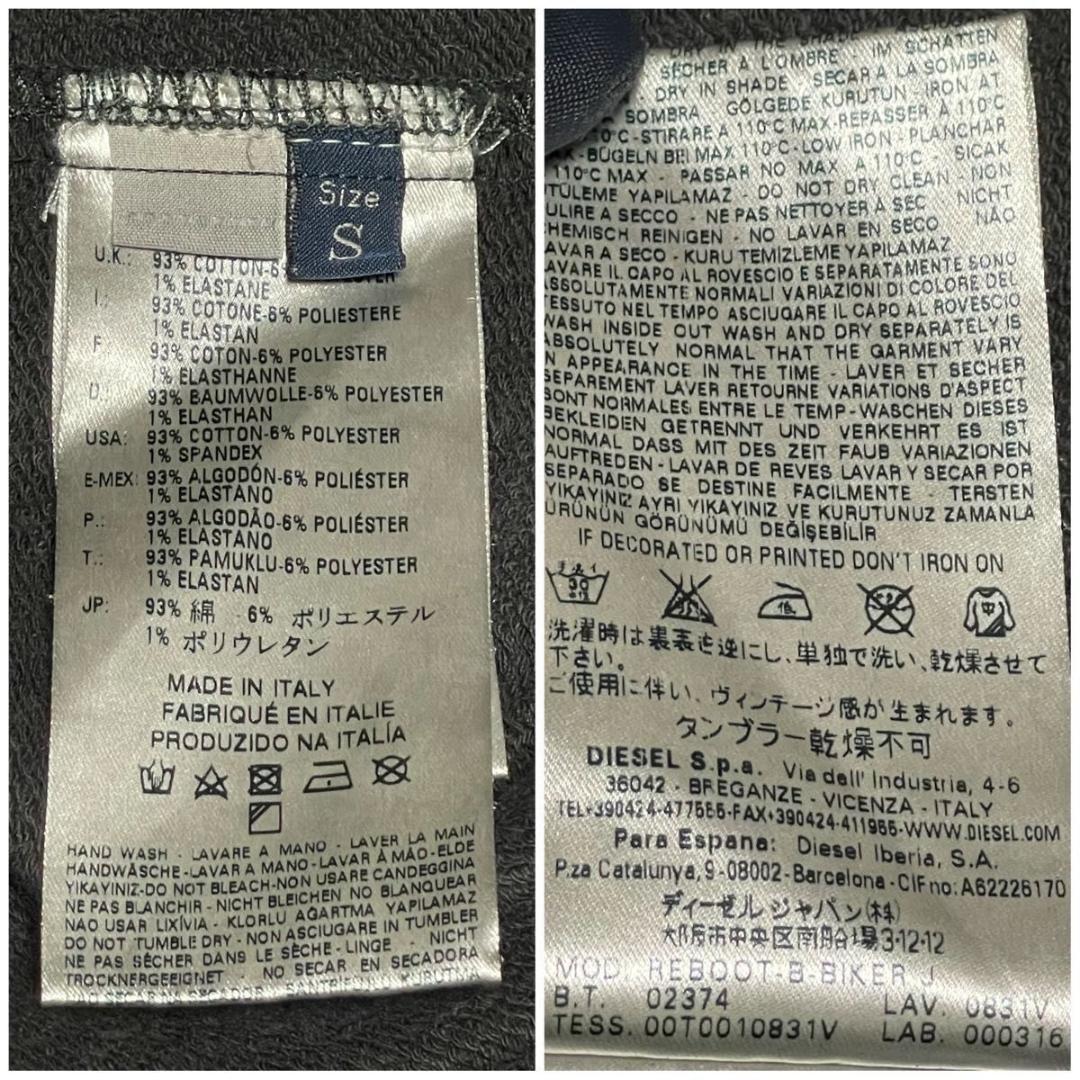 Size
S
U.K.: 93% COTTON-6% POLYESTER
1% ELASTANE
I.: 93% COTONE-6% POLIESTERE
1% ELASTAN
F 93% COTON-6% POLYESTER
1% ELASTHANNE
D 93% BAUMWOLLE-6% POLYESTER
1% ELASTHAN
USA: 93% COTTON-6% POLYESTER
1% SPANDEX
E-MEX: 93% ALGODÓN-6% POLIÉSTER
1% ELASTANO
P.: 93% ALGODÃO-6% POLIÉSTER
1% ELASTANO
T.: 93% PAMUKLU-6% POLYESTER
1% ELASTAN
JP: 93% 綿 -6% ポリエステル
1% ポリウレタン
MADE IN ITALY
FABRIQUÉ EN ITALIE
PRODUZIDO NA ITALÍA
HAND WASH - LAVARE A MANO - LAVER LA MAIN
HANDWÄSCHE-LAVAR A MANO-LAVAR À MÃO-ELDE
YIKAYINIZ-DO NOT BLEACH-NON USARE CANDEGGINA
NE PAS BLANCHIR - NICHT BLEICHEN NO BLANQUEAR
NAO USAR LIXÍVIA - KLORLU AGARTMA YAPILAMAZ
DO NOT TUMBLE DRY - NON ASCIUGARE IN TUMBLER
NE PAS SÈCHER DANS LE SÈCHE - LINGE - NICHT
TROCKNERGEEIGNET - NO SECAR EN SECADORA
DRY IN THE SHADE
SÉCHER A L'OMBRE - IM SCHATTEN
DRY IN SHADE SECAR A LA SOMBRA
SOMBRA GÖLGEDE KURUTUN - IRON AT
110°C-STIRARE A 110°C MAX-REPASSER A 110°C
-BÜGELN BEI MAX 110°C-LOW IRON - PLANCHAR
110°C MAX - PASSAR NO MAX A 110°C - SICAK
ÜTÜLEME YAPILAMAZ - DO NOT DRY CLEAN - NON
PULIRE A SECCO - NE PAS NETTOYER À SEC NICHT
CHEMISCH REINIGEN - NO LAVAR EN SECO NÃO
LAVAR A SECO - KURU TEMIZLEME YAPILAMAZ
LAVARE IL CAPO AL ROVESCIO E SEPARATAMENTE SONO
ASSOLUTAMENTE NORMALI VARIAZIONI DI COLORE DEL
TESSUTO NEL TEMPO ASCIUGARE IL CAPO AL ROVESCIO
WASH INSIDE OUT WASH AND DRY SEPARATELY IS
ABSOLUTELY NORMAL THAT THE GARMENT VARY
IN APPEARANCE IN THE TIME - LAVER ET SECHER
SEPAREMENT LAVER RETOURNE VARIATIONS D'ASPECT
SONT NORMALES ENTRE LE TEMP-WASCHEN DIESES
BEKLEIDEN GETRENNT UND VERKEHRT ES IST
NORMAL DASS MIT DES ZEIT FAUB VARIAZIONEN
AUFTREDEN - LAVAR DE REVES LAVAR Y SECAR POR
SEPARADO SE DESTINE FACILMENTE - TERSTEN
YIKAYINIZ AYRI YIKAYINIZ VE KURUTUNUZ ZAMANLA
ÜRÜNÜN GÖRÜNÜMÜ DEĞIŞEBİLİR
IF DECORATED OR PRINTED DON'T IRON ON
手洗イ
30
低
中
洗濯時は裏表を逆にし、単独で洗い、乾燥させて
下さい。
ご使用に伴い、ヴィンテージ感が生まれます。
タンブラー乾燥不可
DIESEL S.p.a. Via dell' Industria, 4-6
36042 - BREGANZE - VICENZA - ITALY
TEL+390424-477555-FAX+390424-411955-WWW.DIESEL.COM
Para Espana: Diesel Iberia, S.A.
P.za Catalunya, 9-08002-Barcelona-CIF no: A62226170
ディーゼルジャパン(株)
大阪市中央区南船場3-12-12
MOD. REBOOT B-BIKER J
B.T. 02374 LAV. 0831V
TESS. 00T0010831V LAB. 000316